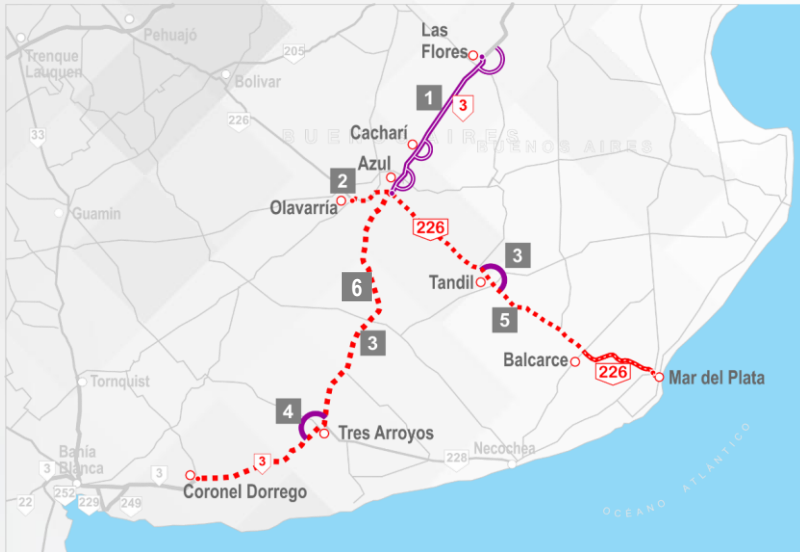 Las
Flores
Pehuajó
Trenque
Lauquen
205
Bolivar
1
3
33
226
Cacharí
BUENOS AIRES
BUENOS AIRES
Azul
2
Olavarría
Guamin
226
3
Tandil
6
5
3
Balcarce
226
Mar del Plata
Tornquist
4
Tres Arroyos
Bahía
Blanca
3
3
3
228
Necochea
Coronel Dorrego
252
229
249
22
OCÉANO ATLANTICO